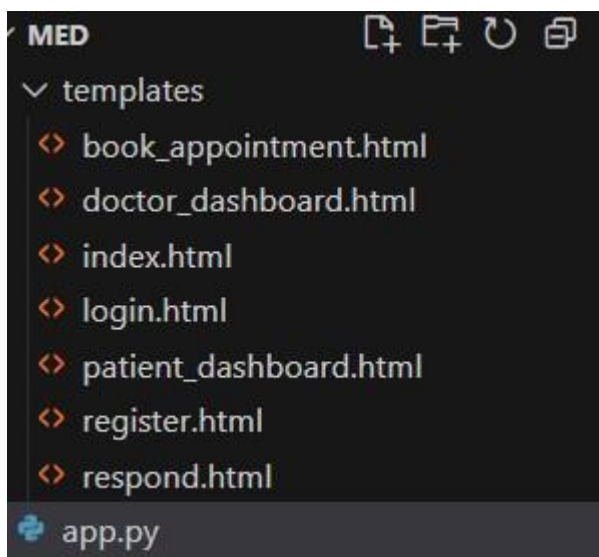 MED
templates
book_appointment.html
doctor_dashboard.html
index.html
login.html
patient_dashboard.html
register.html
respond.html
app.py